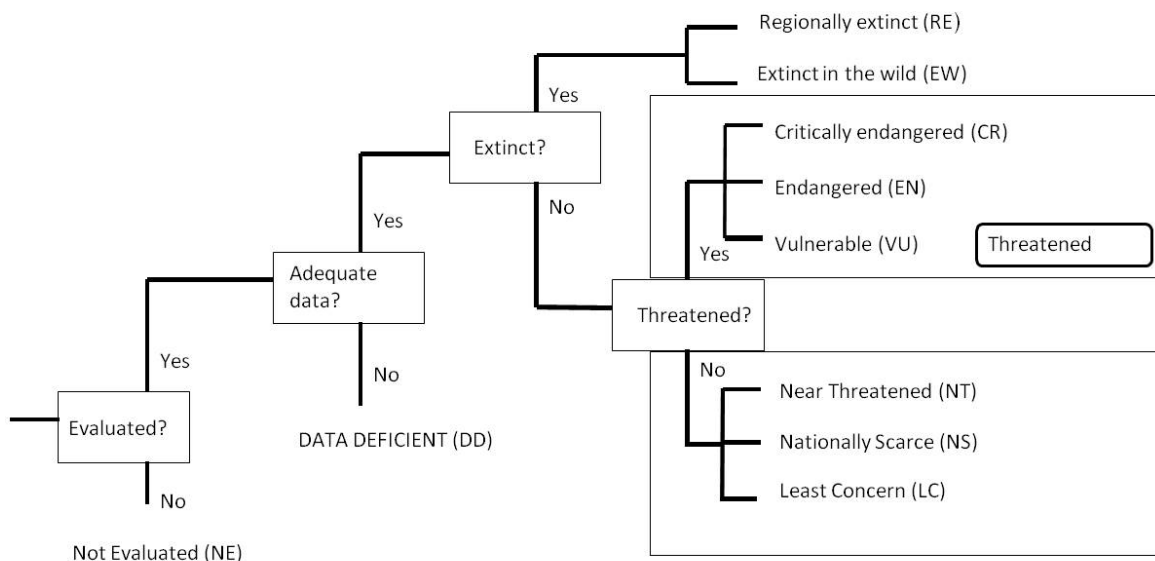 Regionally extinct (RE)
Extinct in the wild (EW)
Yes
Extinct?
Critically endangered (CR)
No
Endangered (EN)
Yes
Vulnerable (VU)
Threatened
Yes
Adequate
data?
Threatened?
Yes
No
No
Near Threatened (NT)
Evaluated?
DATA DEFICIENT (DD)
Nationally Scarce (NS)
No
Least Concern (LC)
Not Evaluated (NE)